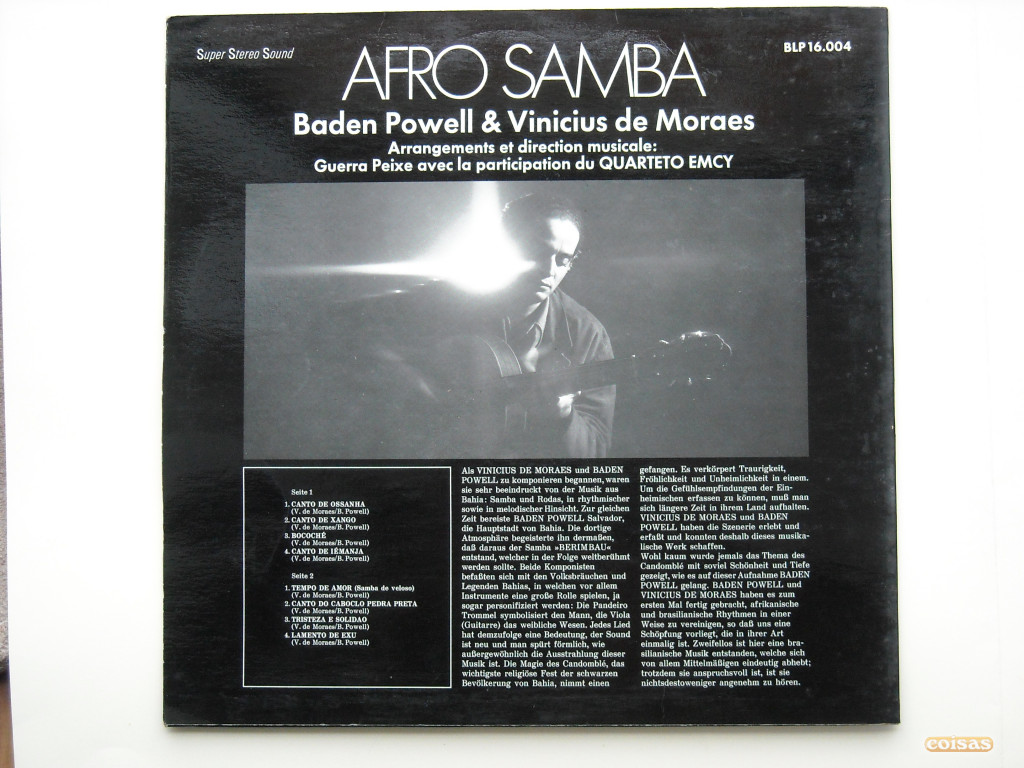 Super Stereo Sound
BLP 16.004
AFRO SAMBA
Baden Powell & Vinicius de Moraes
Arrangements et direction musicale:
Guerra Peixe avec la participation du QUARTETO EMCY
Seite 1
1. CANTO DE OSSANHA
(V. de Moraes/B. Powell)
2. CANTO DE XANGO
(V. de Moraes/B. Powell)
3. BOCOCHÊ
(V. de Moraes/B. Powell)
4. CANTO DE IÊMANJA
(V. de Moraes/B. Powell)
Seite 2
1. TEMPO DE AMOR (Samba de veloso)
(V. de Moraes/B. Powell)
2. CANTO DO CABOCLO PEDRA PRETA
(V. de Moraes/B. Powell)
3. TRISTEZA E SOLIDAO
(V. de Moraes/B. Powell)
4. LAMENTO DE EXU
(V. de Moraes/B. Powell)
Als VINICIUS DE MORAES und BADEN
POWELL zu komponieren begannen, waren
sie sehr beeindruckt von der Musik aus
Bahia: Samba und Rodas, in rhythmischer
sowie in melodischer Hinsicht. Zur gleichen
Zeit bereiste BADEN POWELL Salvador,
die Hauptstadt von Bahia. Die dortige
Atmosphäre begeisterte ihn dermaßen,
daß daraus der Samba »BERIMBAU«
entstand, welcher in der Folge weltberühmt
werden sollte. Beide Komponisten
befaßten sich mit den Volksbräuchen und
Legenden Bahias, in welchen vor allem
Instrumente eine große Rolle spielen, ja
sogar personifiziert werden: Die Pandeiro
Trommel symbolisiert den Mann, die Viola
(Guitarre) das weibliche Wesen. Jedes Lied
hat demzufolge eine Bedeutung, der Sound
ist neu und man spürt förmlich, wie
außergewöhnlich die Ausstrahlung dieser
Musik ist. Die Magie des Candomblé, das
wichtigste religiöse Fest der schwarzen
Bevölkerung von Bahia, nimmt einen
gefangen. Es verkörpert Traurigkeit,
Fröhlichkeit und Unheimlichkeit in einem.
Um die Gefühlsempfindungen der Ein-
heimischen erfassen zu können, muß man
sich längere Zeit in ihrem Land aufhalten.
VINICIUS DE MORAES und BADEN
POWELL haben die Szenerie erlebt und
erfaßt und konnten deshalb dieses musika-
lische Werk schaffen.
Wohl kaum wurde jemals das Thema des
Candomblé mit soviel Schönheit und Tiefe
gezeigt, wie es auf dieser Aufnahme BADEN
POWELL gelang. BADEN POWELL und
VINICIUS DE MORAES haben es zum
ersten Mal fertig gebracht, afrikanische
und brasilianische Rhythmen in einer
Weise zu vereinigen, so daß uns eine
Schöpfung vorliegt, die in ihrer Art
einmalig ist. Zweifellos ist hier eine bra-
silianische Musik entstanden, welche sich
von allem Mittelmäßigen eindeutig abhebt;
trotzdem sie anspruchsvoll ist, ist sie
nichtsdestoweniger angenehm zu hören.
coisas